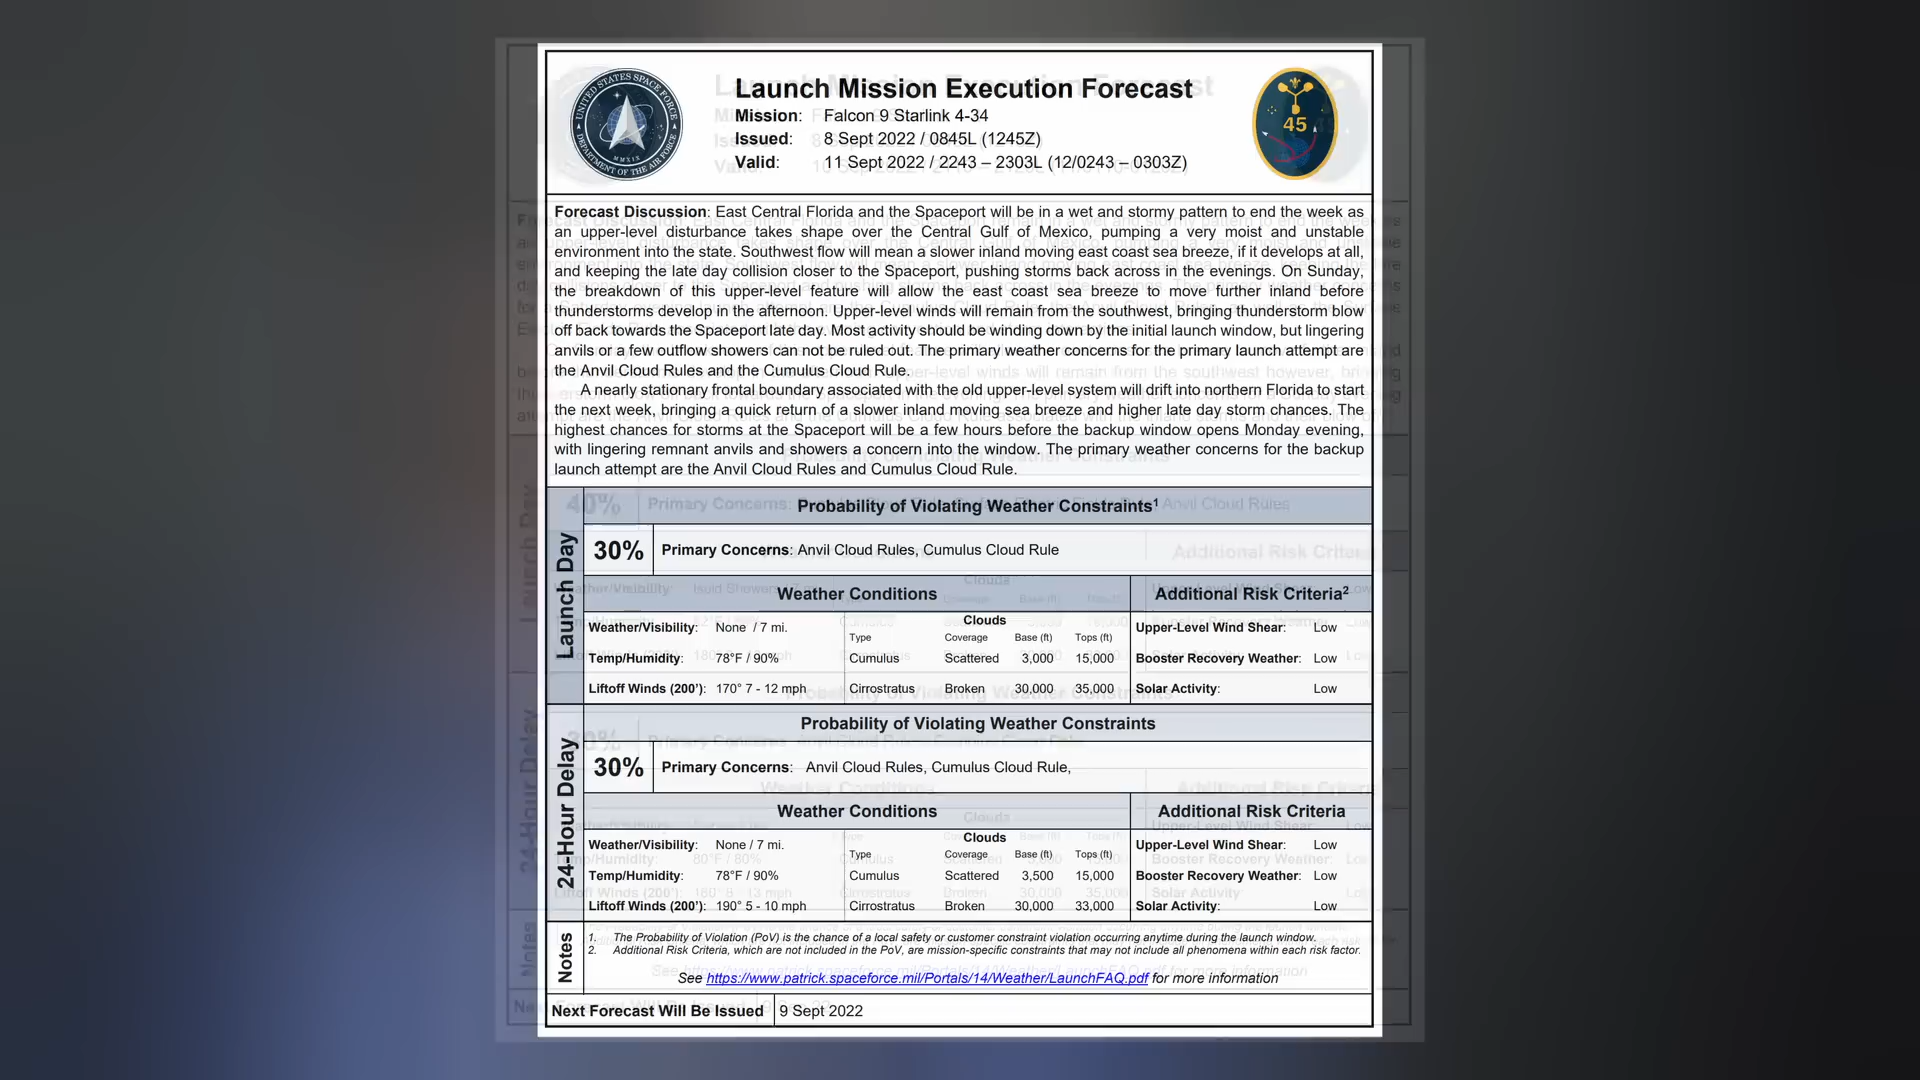 Launch Mission Execution Forecast
Mission: Falcon 9 Starlink 4-34
Issued: 8 Sept 2022 / 0845L (1245Z)
Valid: 11 Sept 2022 / 2243 – 2303L (12/0243 – 0303Z)
UNITED STATES SPACE FORCE
DEPARTMENT OF THE AIR FORCE
MMXIX
45
Forecast Discussion: East Central Florida and the Spaceport will be in a wet and stormy pattern to end the week as
an upper-level disturbance takes shape over the Central Gulf of Mexico, pumping a very moist and unstable
environment into the state. Southwest flow will mean a slower inland moving east coast sea breeze, if it develops at all,
and keeping the late day collision closer to the Spaceport, pushing storms back across in the evenings. On Sunday,
the breakdown of this upper-level feature will allow the east coast sea breeze to move further inland before
thunderstorms develop in the afternoon. Upper-level winds will remain from the southwest, bringing thunderstorm blow
off back towards the Spaceport late day. Most activity should be winding down by the initial launch window, but lingering
anvils or a few outflow showers can not be ruled out. The primary weather concerns for the primary launch attempt are
the Anvil Cloud Rules and the Cumulus Cloud Rule.
A nearly stationary frontal boundary associated with the old upper-level system will drift into northern Florida to start
the next week, bringing a quick return of a slower inland moving sea breeze and higher late day storm chances. The
highest chances for storms at the Spaceport will be a few hours before the backup window opens Monday evening,
with lingering remnant anvils and showers a concern into the window. The primary weather concerns for the backup
launch attempt are the Anvil Cloud Rules and Cumulus Cloud Rule.
Launch Day
Probability of Violating Weather Constraints1
30% Primary Concerns: Anvil Cloud Rules, Cumulus Cloud Rule
Weather Conditions Additional Risk Criteria2
Clouds
Weather/Visibility: None / 7 mi. Type Coverage Base (ft) Tops (ft) Upper-Level Wind Shear: Low
Temp/Humidity: 78°F / 90% Cumulus Scattered 3,000 15,000 Booster Recovery Weather: Low
Liftoff Winds (200'): 170° 7 - 12 mph Cirrostratus Broken 30,000 35,000 Solar Activity: Low
24-Hour Delay
Probability of Violating Weather Constraints
30% Primary Concerns: Anvil Cloud Rules, Cumulus Cloud Rule,
Weather Conditions Additional Risk Criteria
Clouds
Weather/Visibility: None / 7 mi. Type Coverage Base (ft) Tops (ft) Upper-Level Wind Shear: Low
Temp/Humidity: 78°F / 90% Cumulus Scattered 3,500 15,000 Booster Recovery Weather: Low
Liftoff Winds (200'): 190° 5 - 10 mph Cirrostratus Broken 30,000 33,000 Solar Activity: Low
Notes
1. The Probability of Violation (PoV) is the chance of a local safety or customer constraint violation occurring anytime during the launch window.
2. Additional Risk Criteria, which are not included in the PoV, are mission-specific constraints that may not include all phenomena within each risk factor.
See https://www.patrick.spaceforce.mil/Portals/14/Weather/LaunchFAQ.pdf for more information
Next Forecast Will Be Issued 9 Sept 2022